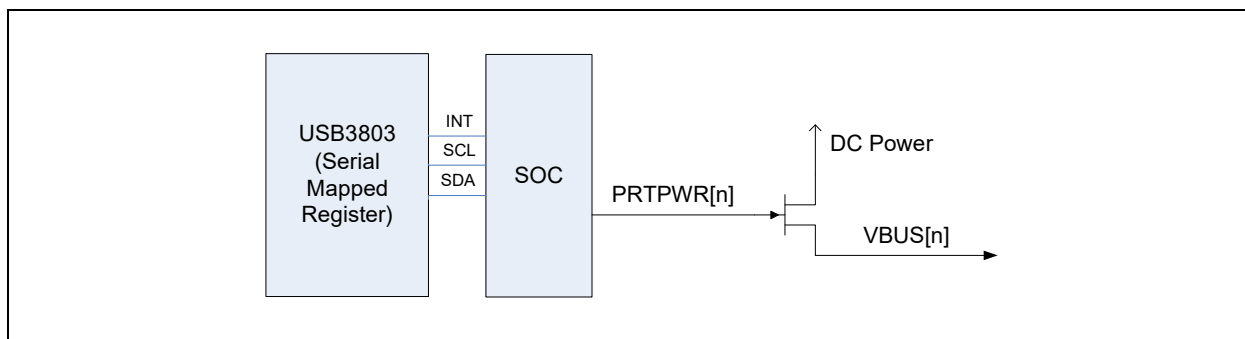 USB3803
(Serial
Mapped
Register)
INT
SCL
SDA
SOC
PRTPWR[n]
DC Power
VBUS[n]